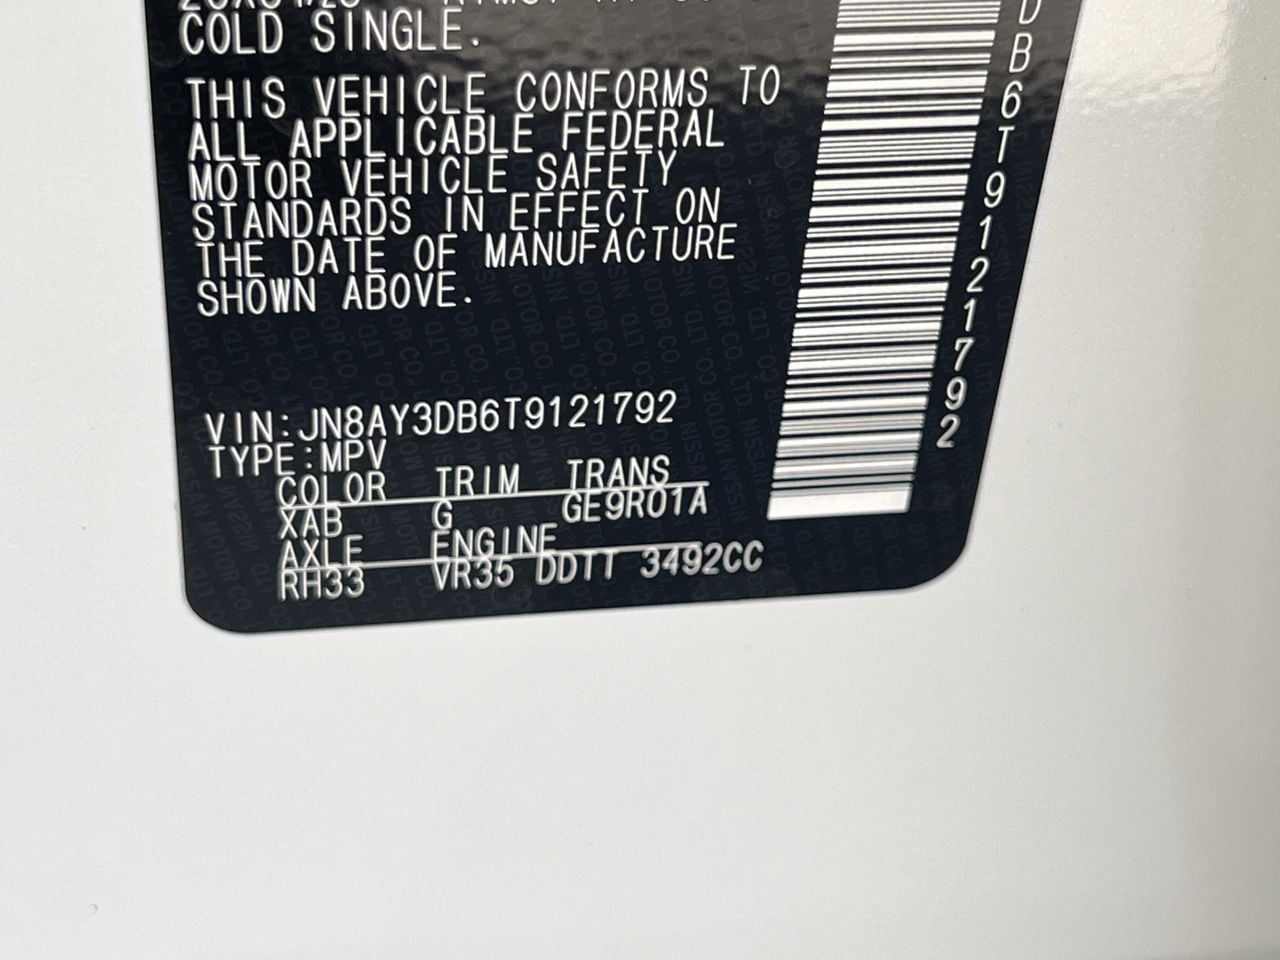 COLD SINGLE.
THIS VEHICLE CONFORMS TO
ALL APPLICABLE FEDERAL
MOTOR VEHICLE SAFETY
STANDARDS IN EFFECT ON
THE DATE OF MANUFACTURE
SHOWN ABOVE.
VIN:JN8AY3DB6T9121792
TYPE:MPV
COLOR TRIM TRANS
XAB G GE9R01A
AXLE ENGINE
RH33 VR35 DDTT 3492CC
DB6T9121792